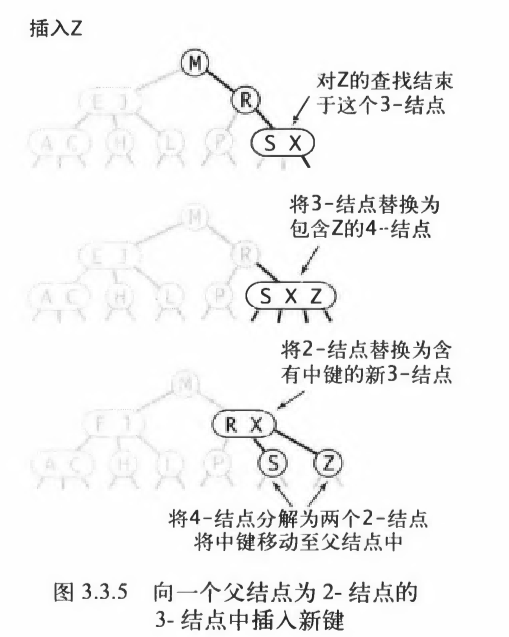 插入Z
M
E J
R
对Z的查找结束
于这个3-结点
A C
H
L
P
S X
将3-结点替换为
包含Z的4-结点
M
E J
R
A C
H
L
P
S X Z
将2-结点替换为含
有中键的新3-结点
M
E J
R X
A C
H
L
P
S
Z
将4-结点分解为两个2-结点
将中键移动至父结点中
图 3.3.5 向一个父结点为 2- 结点的
3- 结点中插入新键